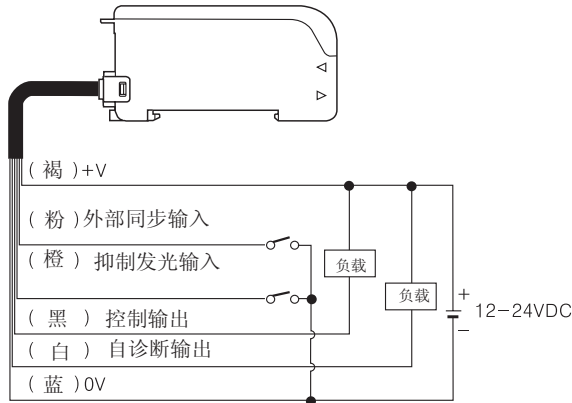 (褐)+V
(粉)外部同步输入
(橙) 抑制发光输入
负载
负载
+
12-24VDC
-
(黑) 控制输出
(白) 自诊断输出
(蓝)0V